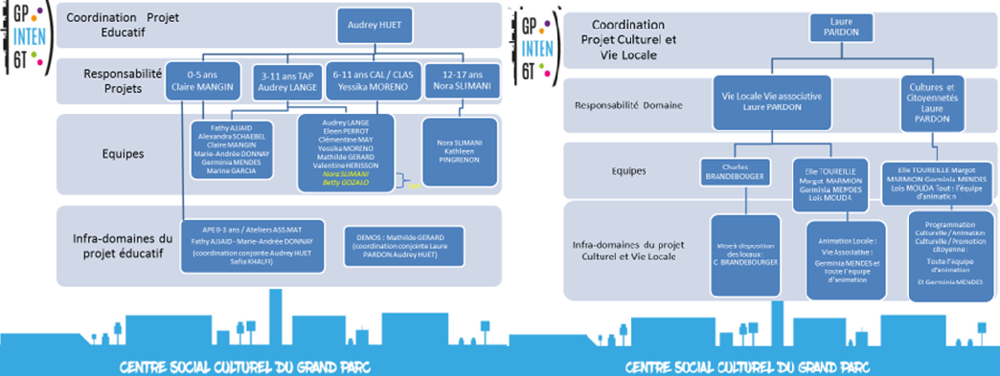 GP
INTEN
GT
Coordination Projet
Educatif
Audrey HUET
Responsabilité
Projets
0-5 ans
Claire MANGIN
3-11 ans TAP
Audrey LANGE
6-11 ans CAL / CLAS
Yessika MORENO
12-17 ans
Nora SLIMANI
Equipes
Fathy AJJAID
Alexandra SCHAEBEL
Claire MANGIN
Marie-Andrée DONNAY
Germinia MENDES
Marine GARCIA
Audrey LANGE
Eileen PERROT
Clémentine MAY
Yessika MORENO
Mathilde GERARD
Valentine HERISSON
Nora SLIMANI
Betty GOZALO
Nora SLIMANI
Kathleen
PINGRENON
Infra-domaines du
projet éducatif
APE 0-3 ans / Ateliers ASS.MAT
Fathy AJJAID - Marie-Andrée DONNAY
(coordination conjointe Audrey HUET
Safia KHALFI)
DEMOS : Mathilde GERARD
(coordination conjointe Laure
PARDON Audrey HUET)
CENTRE SOCIAL CULTUREL DU GRAND PARC
GP
INTEN
GT
Coordination
Projet Culturel et
Vie Locale
Laure
PARDON
Responsabilité Domaine
Vie Locale Vie associative
Laure PARDON
Cultures et
Citoyennetés
Laure
PARDON
Equipes
Charles
BRANDEBOUGER
Elie TOUREILLE
Margot MARMION
Germinia MENDES
Loïs MOUDA
Elie TOUREILLE Margot
MARMION Germinia MENDES
Loïs MOUDA Tout l'équipe
d'animation
Infra-domaines du projet
Culturel et Vie Locale
Mise à disposition
des locaux :
C. BRANDEBOURGER
Animation Locale :
Vie Associative :
Germinia MENDES et
Toute l'équipe
d'animation
Programmation
Culturelle / Animation
Culturelle / Promotion
citoyenne :
Toute l'équipe
d'animation
Et Germinia MENDES
CENTRE SOCIAL CULTUREL DU GRAND PARC